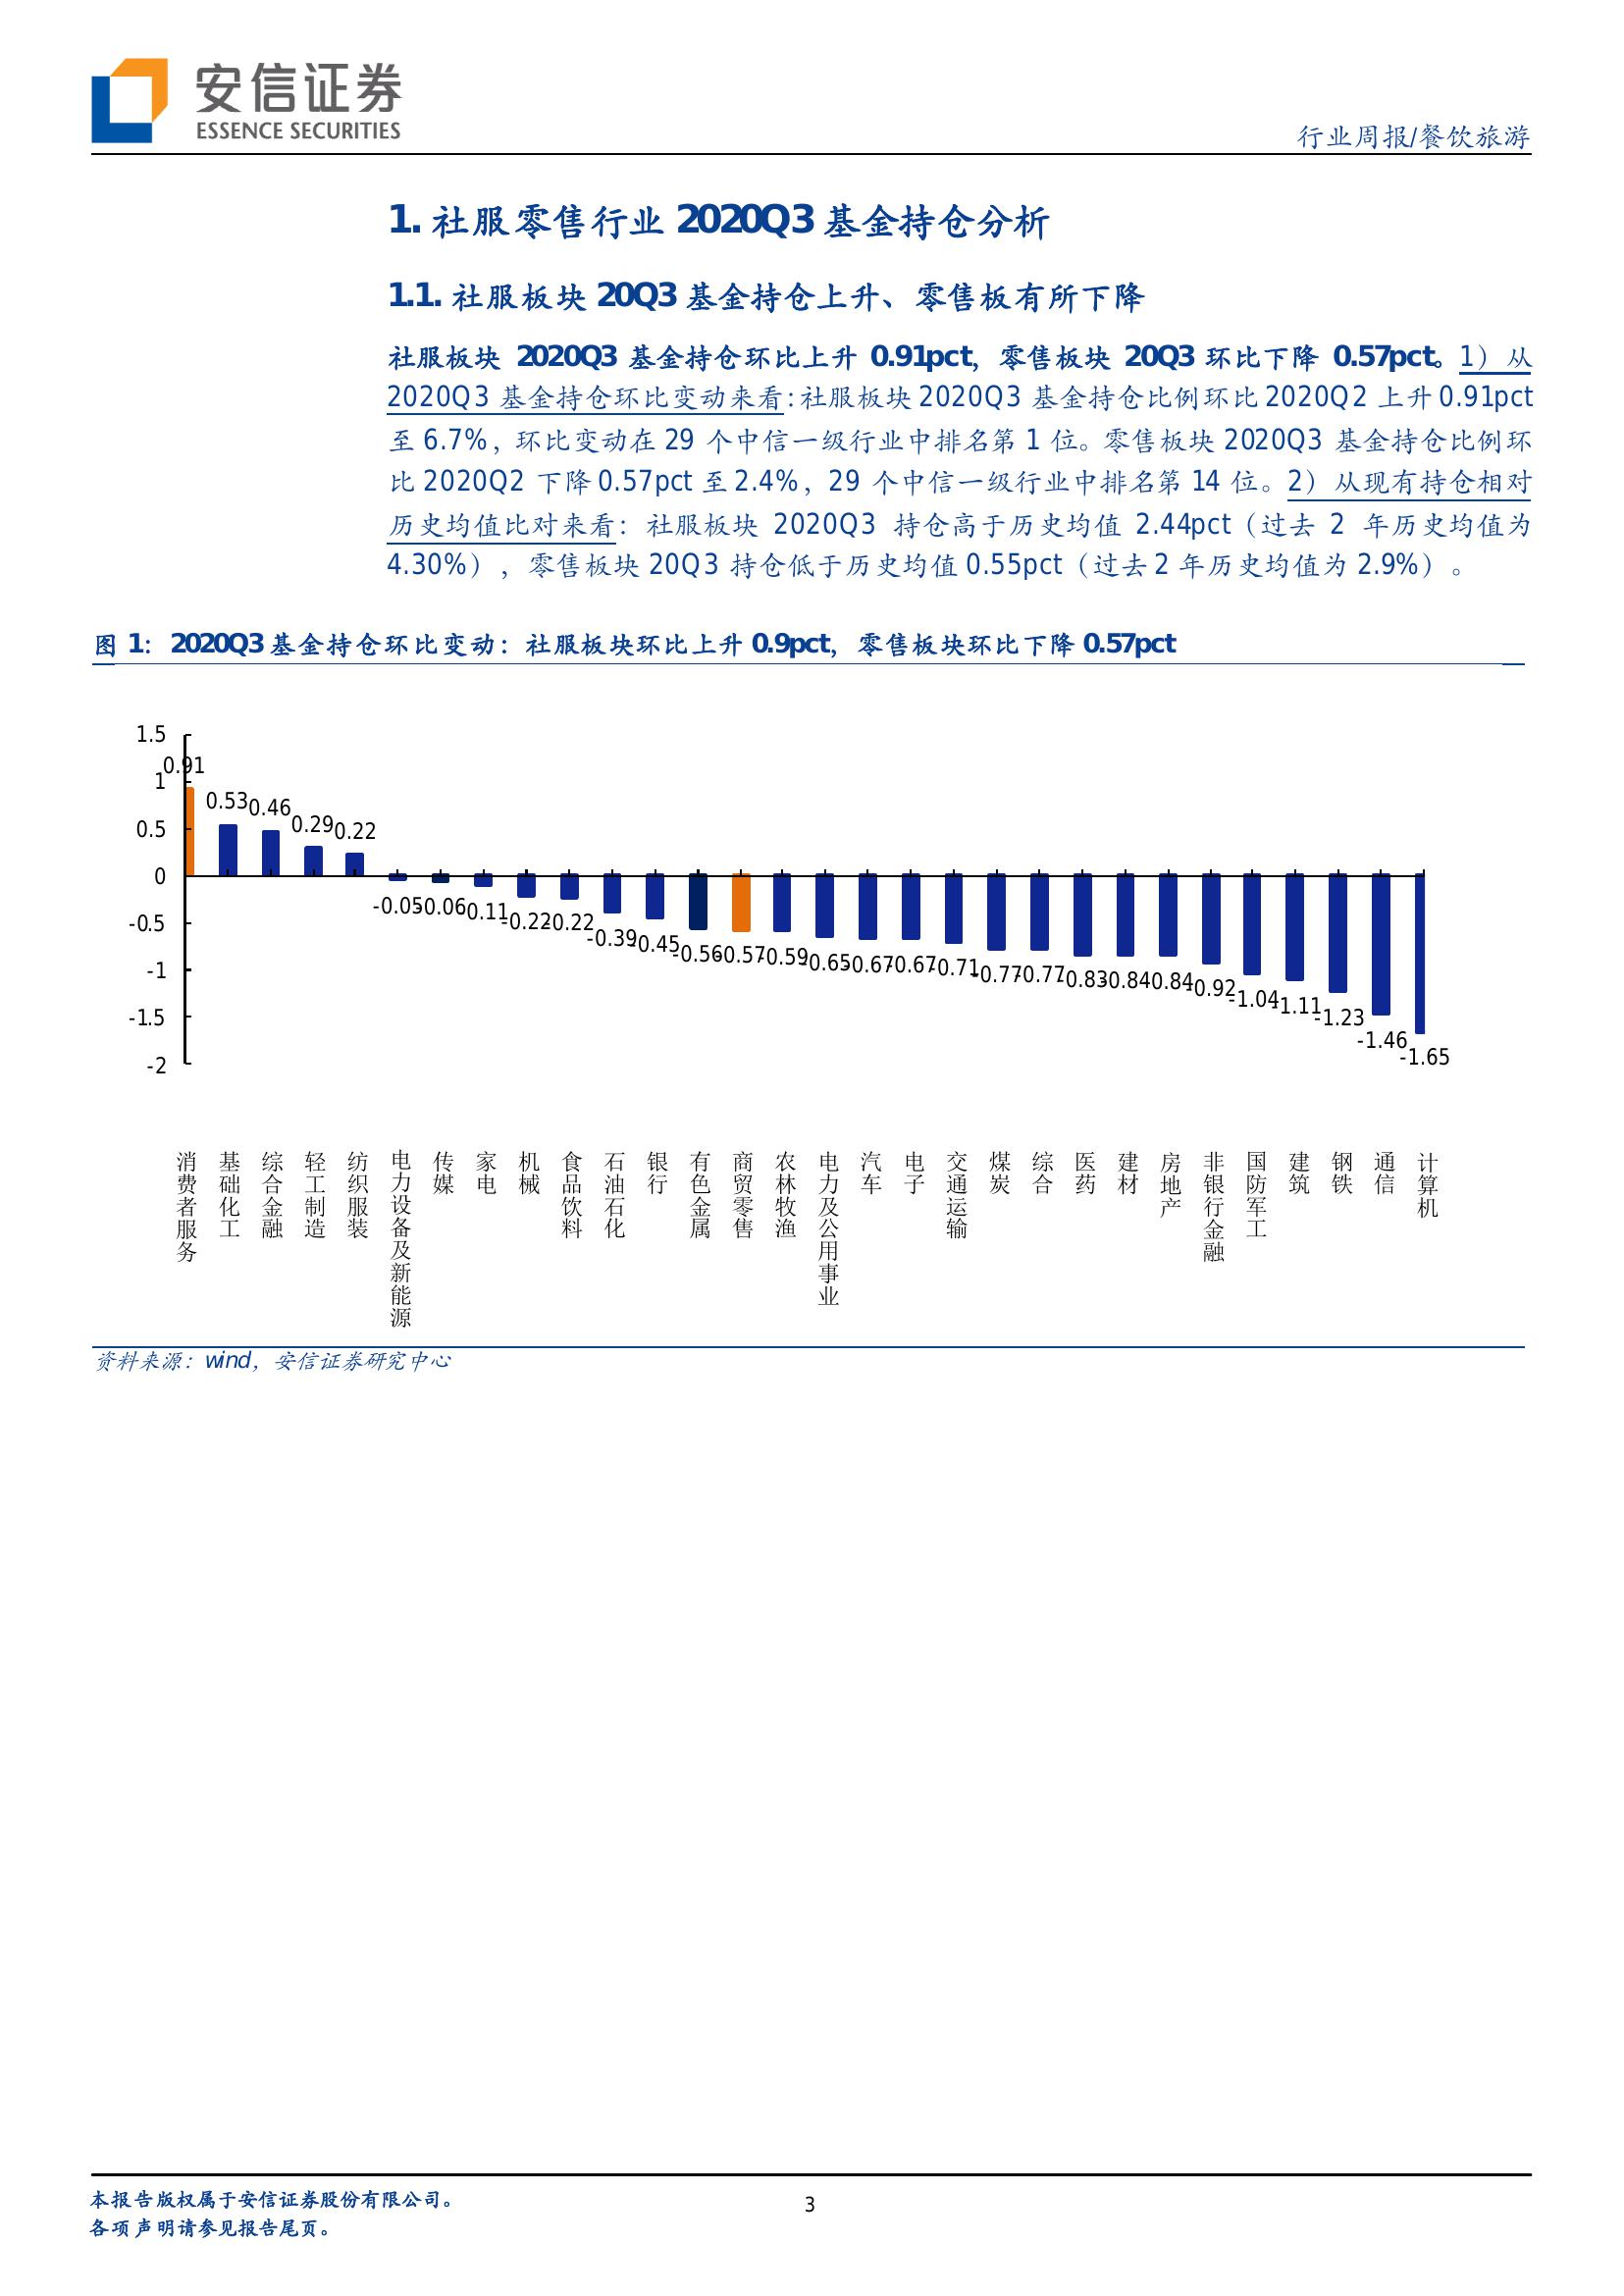 安信证券
ESSENCE SECURITIES
行业周报/餐饮旅游
1. 社服零售行业 2020Q3 基金持仓分析
1.1. 社服板块 20Q3 基金持仓上升、零售板有所下降
社服板块 2020Q3 基金持仓环比上升 0.91pct，零售板块 20Q3 环比下降 0.57pct。1）从
2020Q3 基金持仓环比变动来看：社服板块 2020Q3 基金持仓比例环比 2020Q2 上升 0.91pct
至 6.7%，环比变动在 29 个中信一级行业中排名第 1 位。零售板块 2020Q3 基金持仓比例环
比 2020Q2 下降 0.57pct 至 2.4%，29 个中信一级行业中排名第 14 位。2）从现有持仓相对
历史均值比对来看：社服板块 2020Q3 持仓高于历史均值 2.44pct（过去 2 年历史均值为
4.30%），零售板块 20Q3 持仓低于历史均值 0.55pct（过去 2 年历史均值为 2.9%）。
图 1：2020Q3 基金持仓环比变动：社服板块环比上升 0.9pct，零售板块环比下降 0.57pct
1.5
1
0.5
0
-0.5
-1
-1.5
-2
0.91
0.53
0.46
0.29
0.22
-0.05
-0.06
-0.11
-0.22
-0.22
-0.39
-0.45
-0.56
-0.57
-0.59
-0.65
-0.67
-0.67
-0.71
-0.77
-0.77
-0.83
-0.84
-0.84
-0.92
-1.04
-1.11
-1.23
-1.46
-1.65
消费者服务
基础化工
综合金融
轻工制造
纺织服装
电力设备及新能源
传媒
家电
机械
食品饮料
石油石化
银行
有色金属
商贸零售
农林牧渔
电力及公用事业
汽车
电子
交通运输
煤炭
综合
医药
建材
房地产
非银行金融
国防军工
建筑
钢铁
通信
计算机
资料来源：wind，安信证券研究中心
本报告版权属于安信证券股份有限公司。
3
各项声明请参见报告尾页。